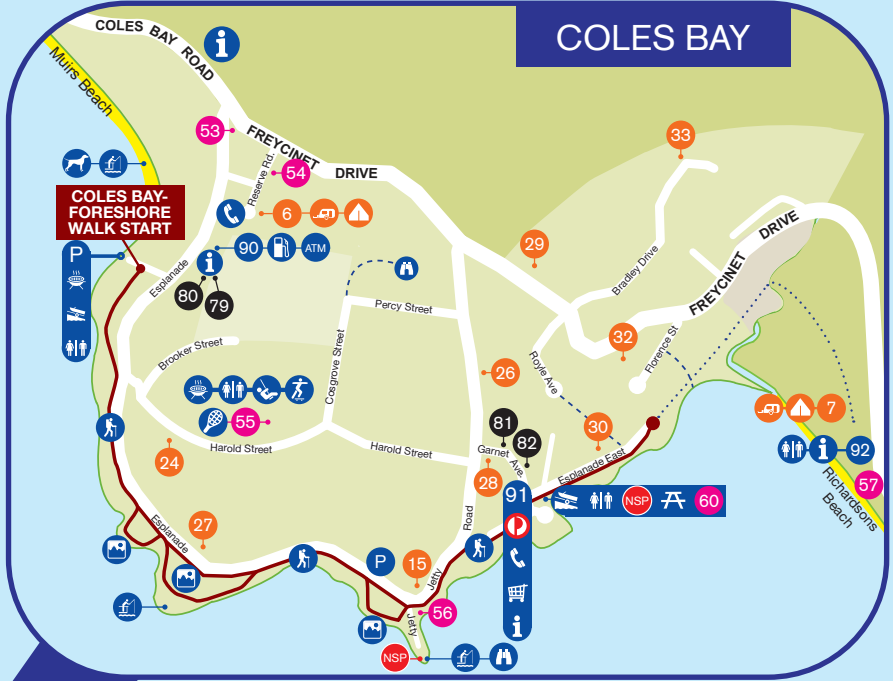 COLES BAY
COLES BAY ROAD
i
Muirs Beach
53
FREYCINET
DRIVE
33
Reserve Rd.
54
COLES BAY-
FORESHORE
WALK START
6
29
FREYCINET
DRIVE
Bradley Drive
P
90
ATM
i
Esplanade
80
79
Percy Street
Brooker Street
Cosgrove Street
Royle Ave
32
Florence St
26
55
81
82
30
7
Harold Street
Harold Street
Garnet
Ave.
24
28
Esplanade East
i
92
57
Richardsons
Beach
91
NSP
60
Esplanade
27
Road
P
15
Jetty
56
Jetty
i
NSP